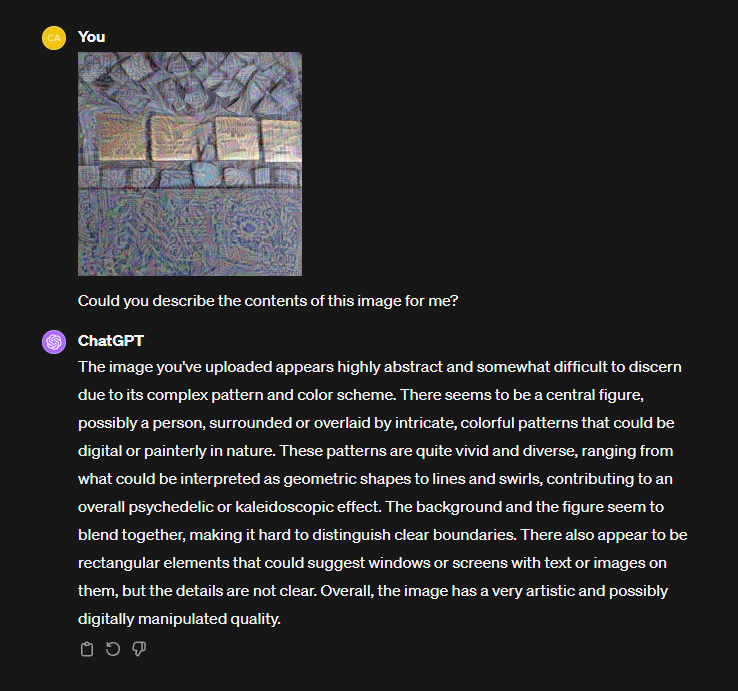 CA
You
Could you describe the contents of this image for me?
ChatGPT
The image you've uploaded appears highly abstract and somewhat difficult to discern
due to its complex pattern and color scheme. There seems to be a central figure,
possibly a person, surrounded or overlaid by intricate, colorful patterns that could be
digital or painterly in nature. These patterns are quite vivid and diverse, ranging from
what could be interpreted as geometric shapes to lines and swirls, contributing to an
overall psychedelic or kaleidoscopic effect. The background and the figure seem to
blend together, making it hard to distinguish clear boundaries. There also appear to be
rectangular elements that could suggest windows or screens with text or images on
them, but the details are not clear. Overall, the image has a very artistic and possibly
digitally manipulated quality.